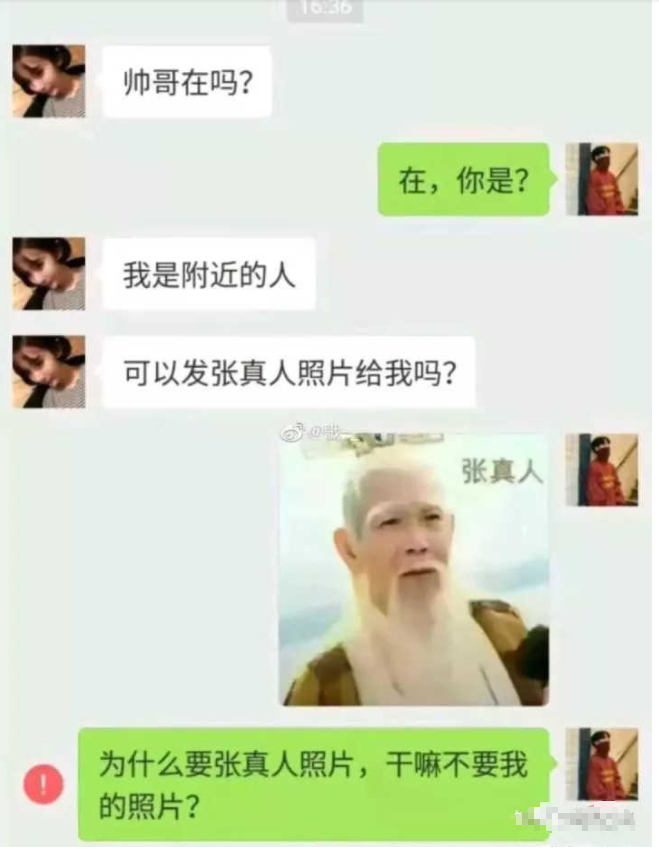 16:36
帅哥在吗？
在，你是？
我是附近的人
可以发张真人照片给我吗？
张真人
为什么要张真人照片，干嘛不要我
的照片？